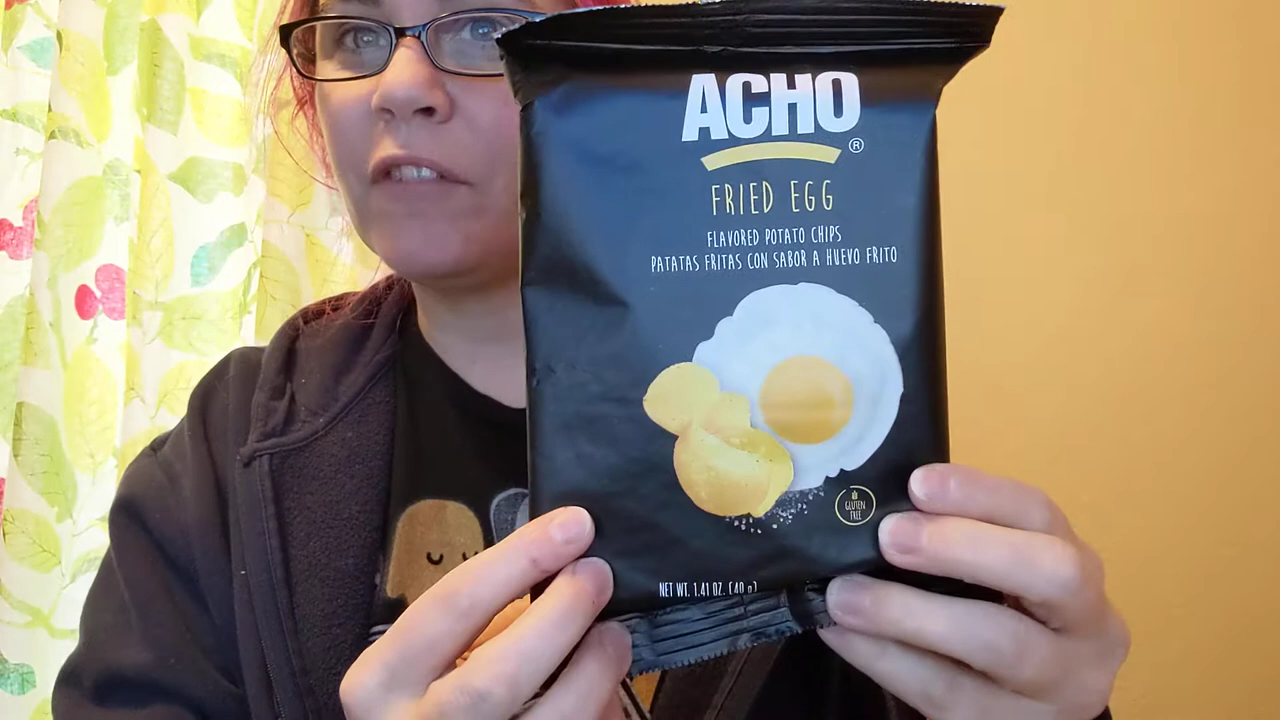 ACHO
®
FRIED EGG
FLAVORED POTATO CHIPS
PATATAS FRITAS CON SABOR A HUEVO FRITO
GLUTEN
FREE
NET WT. 1.41 OZ. (40 g)